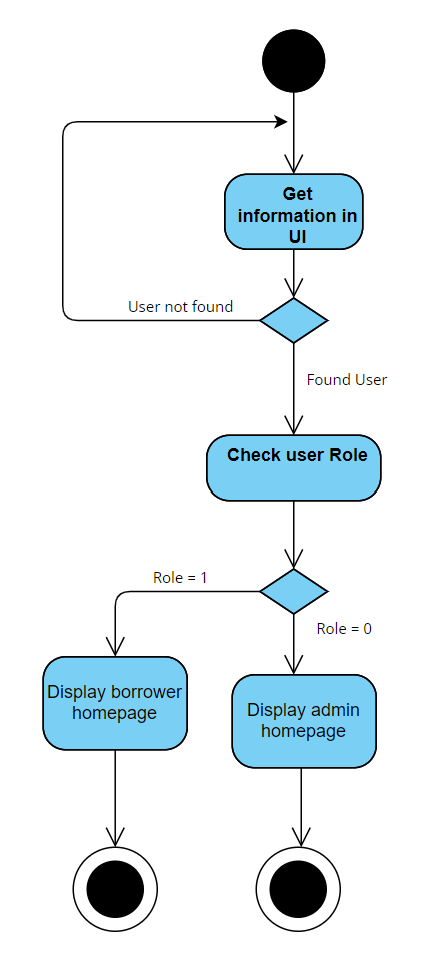 Get
information in
UI
User not found
Found User
Check user Role
Role = 1
Role = 0
Display borrower
homepage
Display admin
homepage